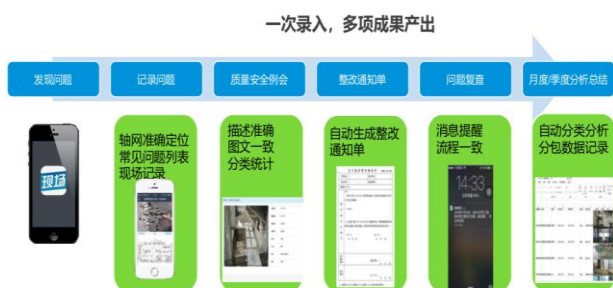 一次录入，多项成果产出
发现问题
记录问题
质量安全例会
整改通知单
问题复查
月度/季度分析总结
现场
轴网准确定位
常见问题列表
现场记录
描述准确
图文一致
分类统计
自动生成整改
通知单
消息提醒
流程一致
14:33
自动分类分析
分包数据记录